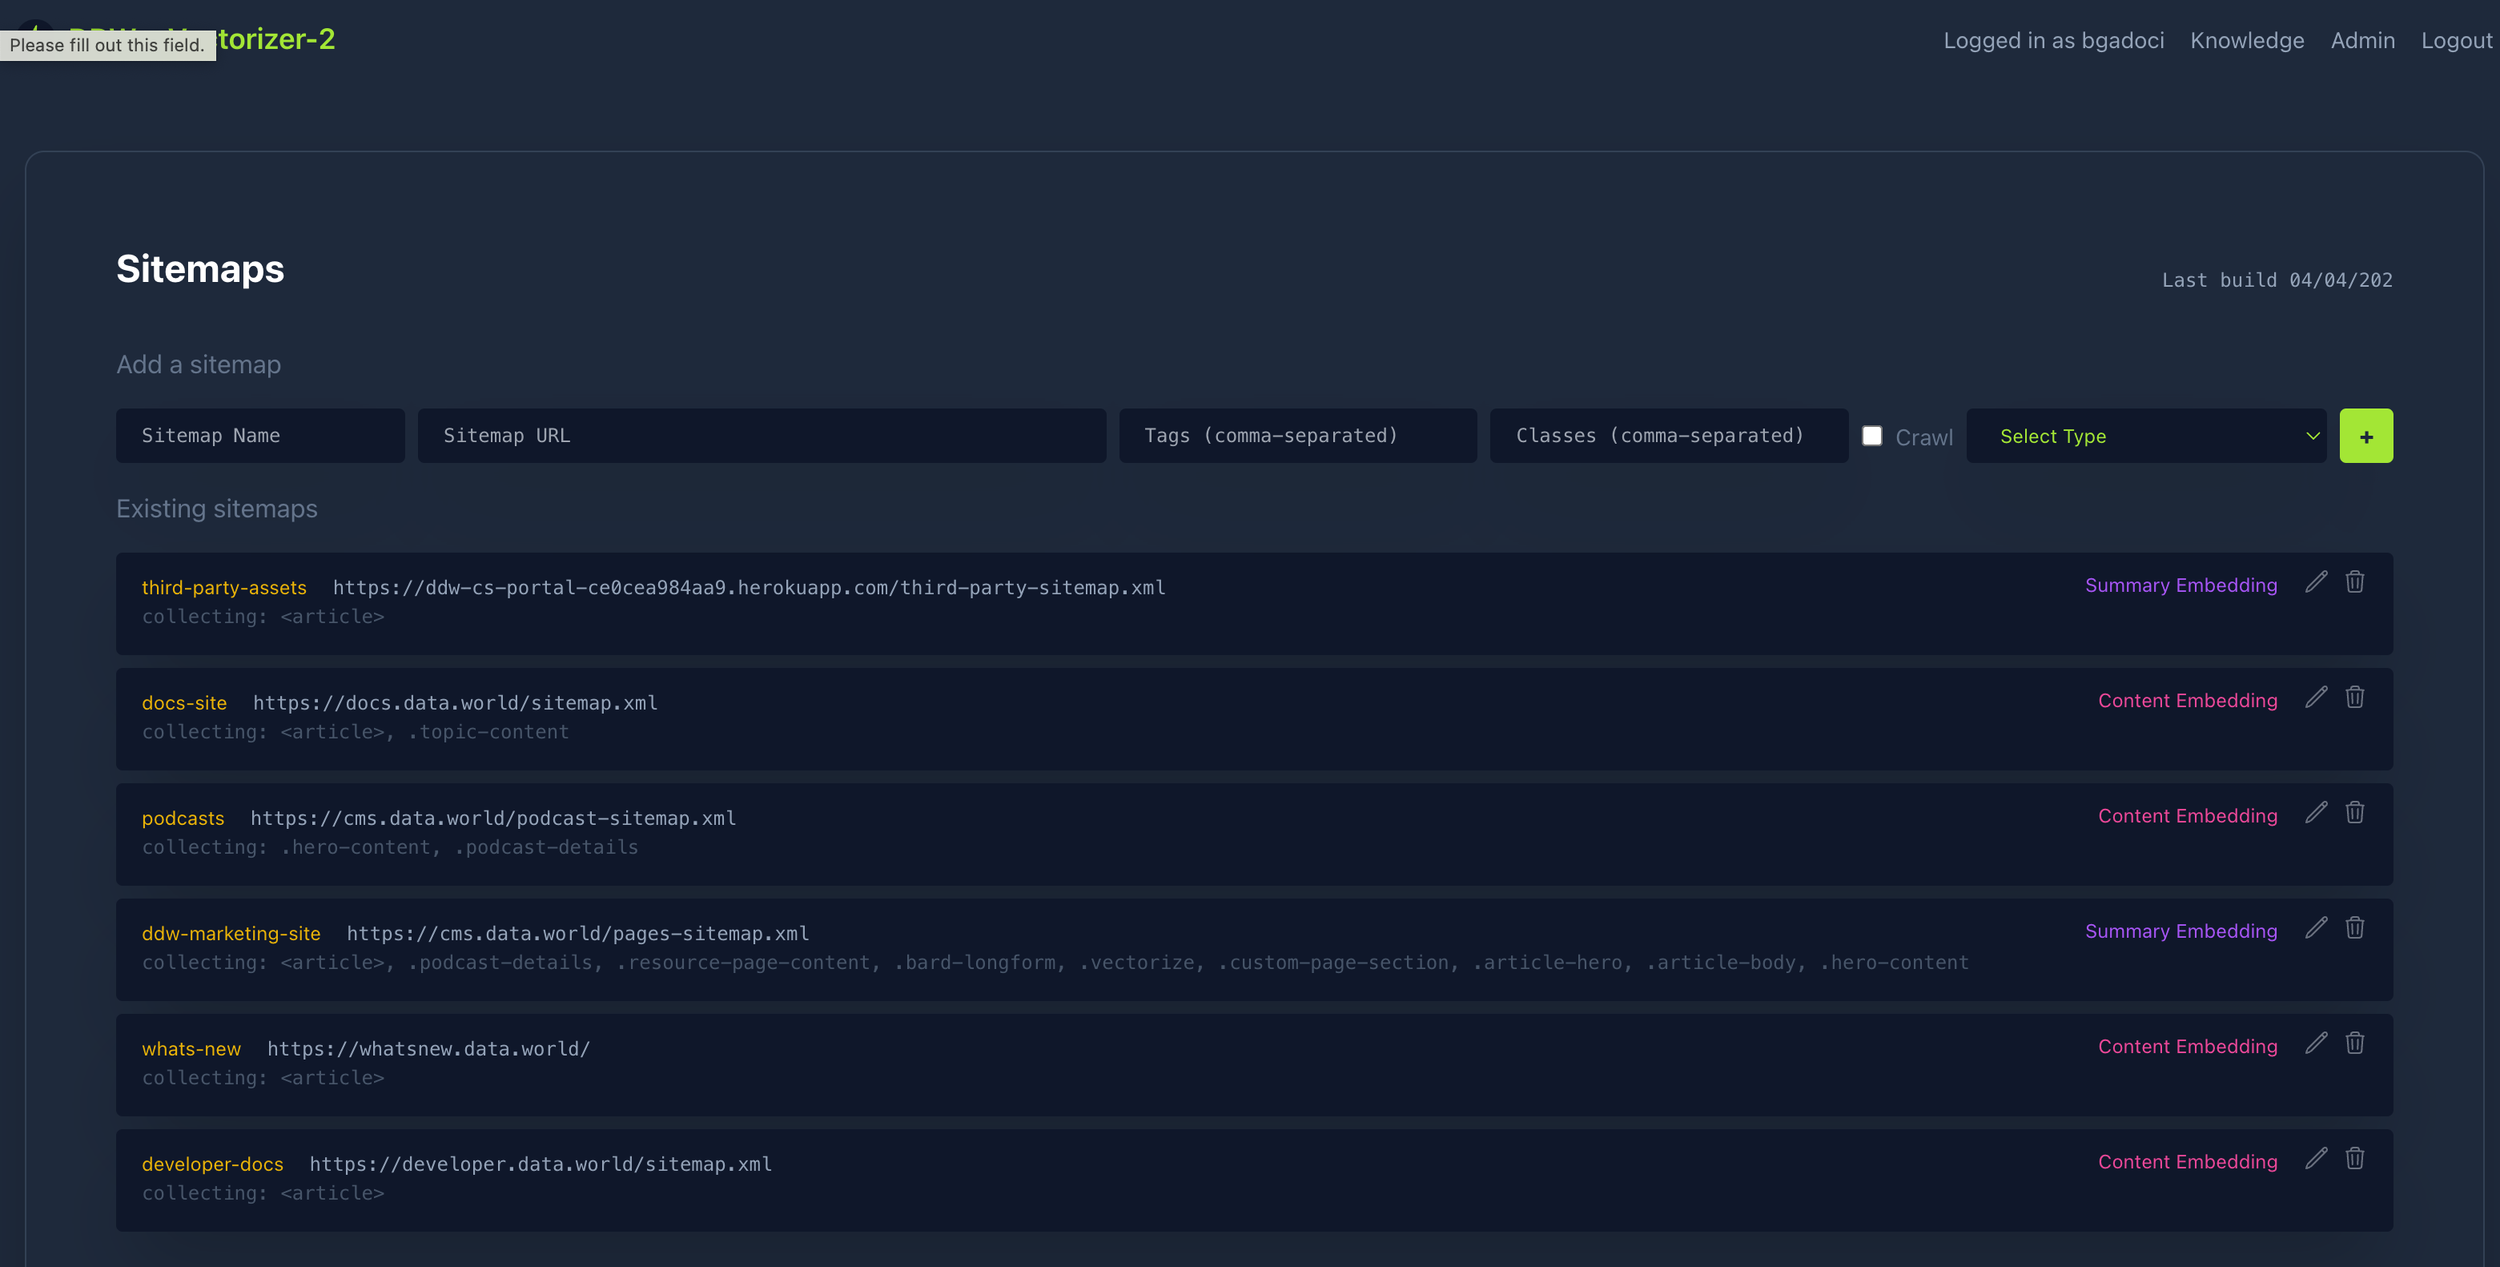 Please fill out this field.
torizer-2
Logged in as bgadoci Knowledge Admin Logout
Sitemaps
Last build 04/04/202
Add a sitemap
Sitemap Name Sitemap URL Tags (comma-separated) Classes (comma-separated) Crawl Select Type +
Existing sitemaps
third-party-assets https://ddw-cs-portal-ce0cea984aa9.herokuapp.com/third-party-sitemap.xml Summary Embedding
collecting: <article>
docs-site https://docs.data.world/sitemap.xml Content Embedding
collecting: <article>, .topic-content
podcasts https://cms.data.world/podcast-sitemap.xml Content Embedding
collecting: .hero-content, .podcast-details
ddw-marketing-site https://cms.data.world/pages-sitemap.xml Summary Embedding
collecting: <article>, .podcast-details, .resource-page-content, .bard-longform, .vectorize, .custom-page-section, .article-hero, .article-body, .hero-content
whats-new https://whatsnew.data.world/ Content Embedding
collecting: <article>
developer-docs https://developer.data.world/sitemap.xml Content Embedding
collecting: <article>